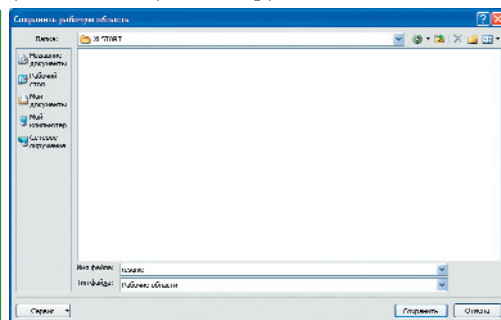 Сохранить рабочую область
Папка: XLSTART
Недавние документы
Рабочий стол
Мои документы
Мой компьютер
Сетевое окружение
Имя файла: resume
Тип файла: Рабочие области
Сервис
Сохранить
Отмена